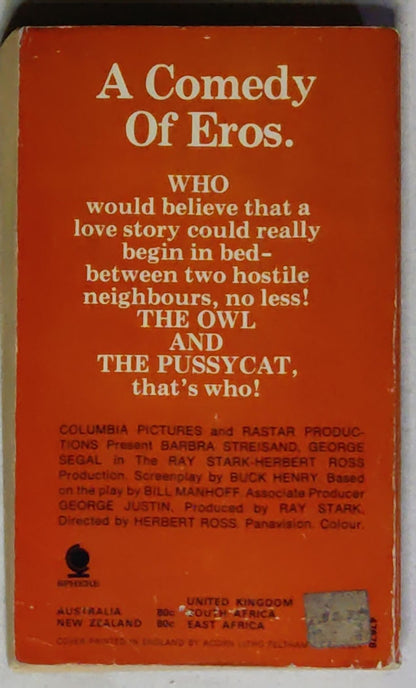 A Comedy
Of Eros.
WHO
would believe that a
love story could really
begin in bed–
between two hostile
neighbours, no less!
THE OWL
AND
THE PUSSYCAT,
that's who!
COLUMBIA PICTURES and RASTAR PRODUC-
TIONS Present BARBRA STREISAND, GEORGE
SEGAL in The RAY STARK-HERBERT ROSS
Production. Screenplay by BUCK HENRY Based
on the play by BILL MANHOFF. Associate Producer
GEORGE JUSTIN, Produced by RAY STARK.
Directed by HERBERT ROSS. Panavision. Colour.
SPHERE
UNITED KINGDOM
AUSTRALIA 80c SOUTH AFRICA
NEW ZEALAND 80c EAST AFRICA
COVER PRINTED IN ENGLAND BY ACORN LITHO FELTHAM